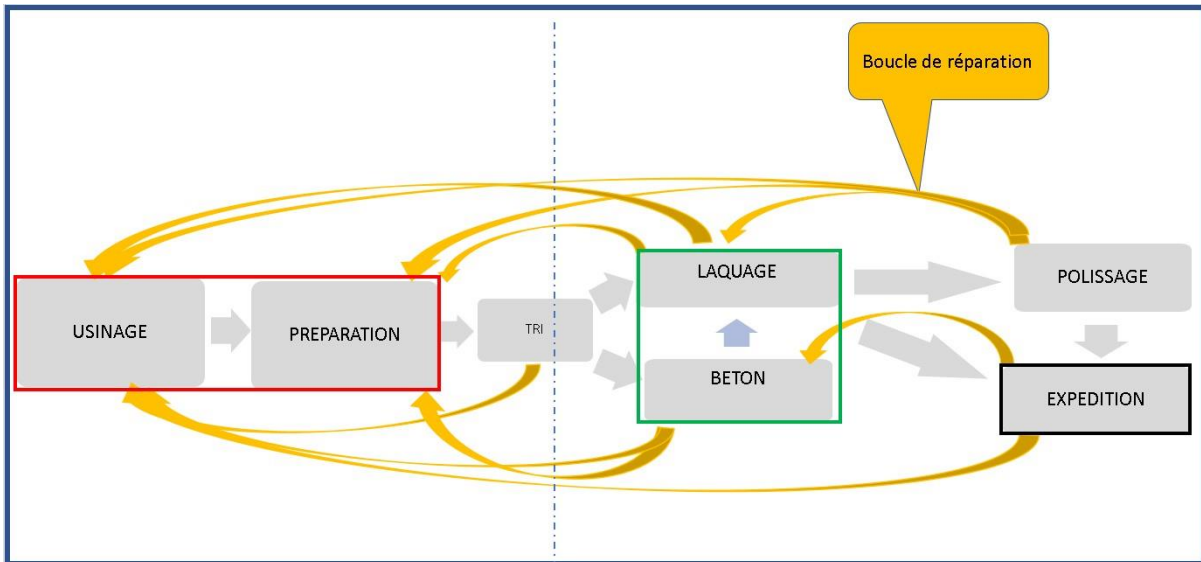 Boucle de réparation
LAQUAGE
POLISSAGE
USINAGE
PREPARATION
TRI
BETON
EXPEDITION